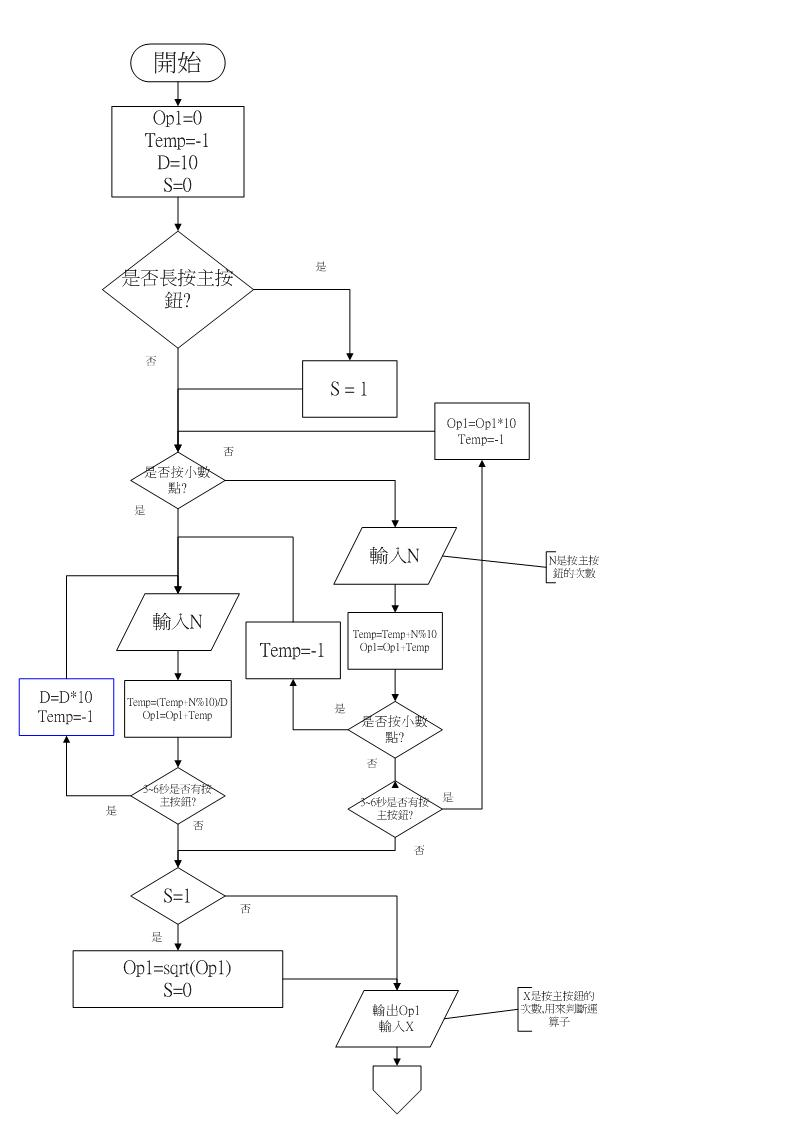 開始
Op1=0
Temp=-1
D=10
S=0
是否長按主按
鈕?
是
否
S = 1
Op1=Op1*10
Temp=-1
否
是否按小數
點?
是
輸入N
N是按主按
鈕的次數
輸入N
Temp=-1
Temp=Temp+N%10
Op1=Op1+Temp
D=D*10
Temp=-1
Temp=(Temp+N%10)/D
Op1=Op1+Temp
是
是否按小數
點?
否
3~6秒是否有按
主按鈕?
是
否
3~6秒是否有按
主按鈕?
是
否
S=1
否
是
Op1=sqrt(Op1)
S=0
輸出Op1
輸入X
X是按主按鈕的
次數,用來判斷運
算子